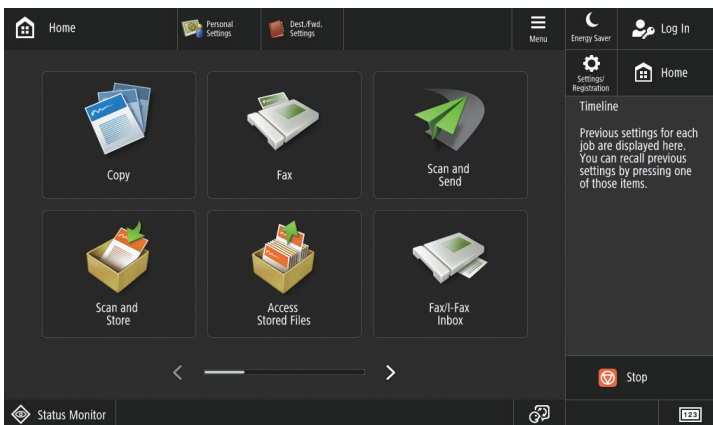 Home
Personal
Settings
Dest./Fwd.
Settings
Menu
Energy Saver
Log In
Settings/
Registration
Home
Timeline
Previous settings for each
job are displayed here.
You can recall previous
settings by pressing one
of those items.
Copy
Fax
Scan and
Send
Scan and
Store
Access
Stored Files
Fax/I-Fax
Inbox
Stop
Status Monitor
123